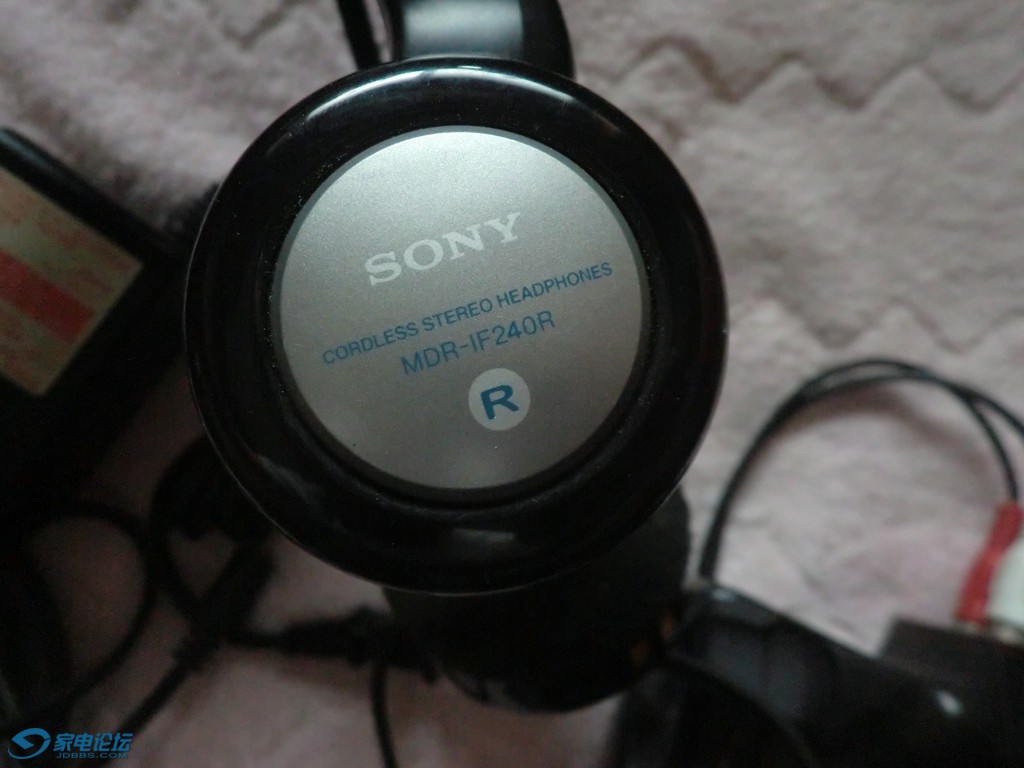 SONY
CORDLESS STEREO HEADPHONES
MDR-IF240R
R
家电论坛
JDBBS.COM